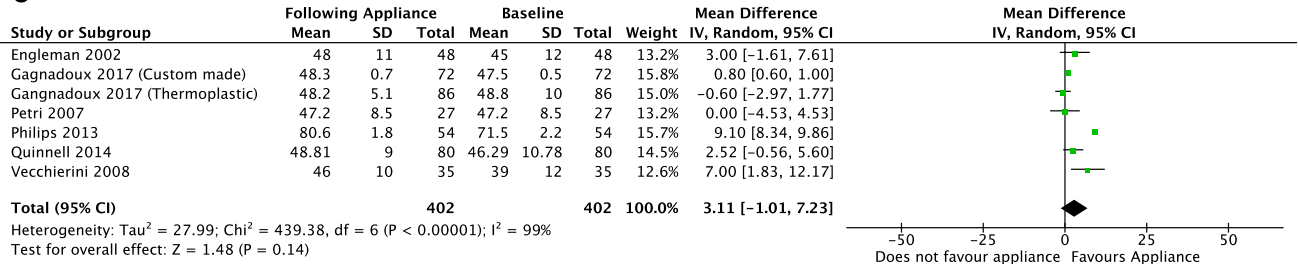 Following Appliance Baseline Mean Difference Mean Difference
Study or Subgroup Mean SD Total Mean SD Total Weight IV, Random, 95% CI IV, Random, 95% CI
Engleman 2002 48 11 48 45 12 48 13.2% 3.00 [-1.61, 7.61]
Gagnadoux 2017 (Custom made) 48.3 0.7 72 47.5 0.5 72 15.8% 0.80 [0.60, 1.00]
Gangnadoux 2017 (Thermoplastic) 48.2 5.1 86 48.8 10 86 15.0% -0.60 [-2.97, 1.77]
Petri 2007 47.2 8.5 27 47.2 8.5 27 13.2% 0.00 [-4.53, 4.53]
Philips 2013 80.6 1.8 54 71.5 2.2 54 15.7% 9.10 [8.34, 9.86]
Quinnell 2014 48.81 9 80 46.29 10.78 80 14.5% 2.52 [-0.56, 5.60]
Vecchierini 2008 46 10 35 39 12 35 12.6% 7.00 [1.83, 12.17]
Total (95% CI) 402 402 100.0% 3.11 [-1.01, 7.23]
Heterogeneity: Tau² = 27.99; Chi² = 439.38, df = 6 (P < 0.00001); I² = 99%
Test for overall effect: Z = 1.48 (P = 0.14)
-50 -25 0 25 50
Does not favour appliance Favours Appliance